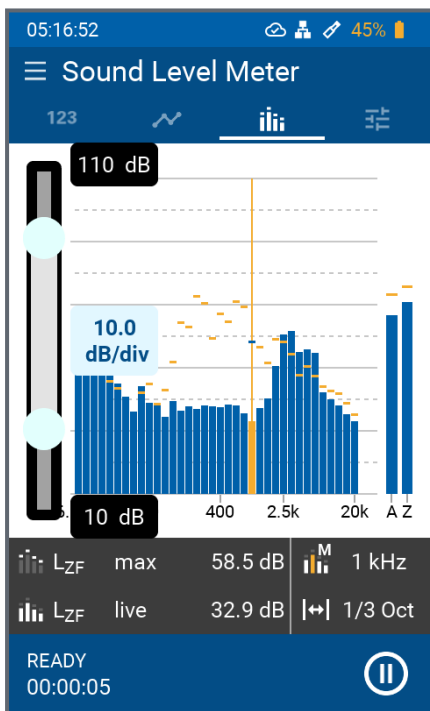 05:16:52 45%
Sound Level Meter
123
110 dB
10.0
dB/div
10 dB
400 2.5k 20k A Z
LZF max 58.5 dB M 1 kHz
LZF live 32.9 dB 1/3 Oct
READY
00:00:05